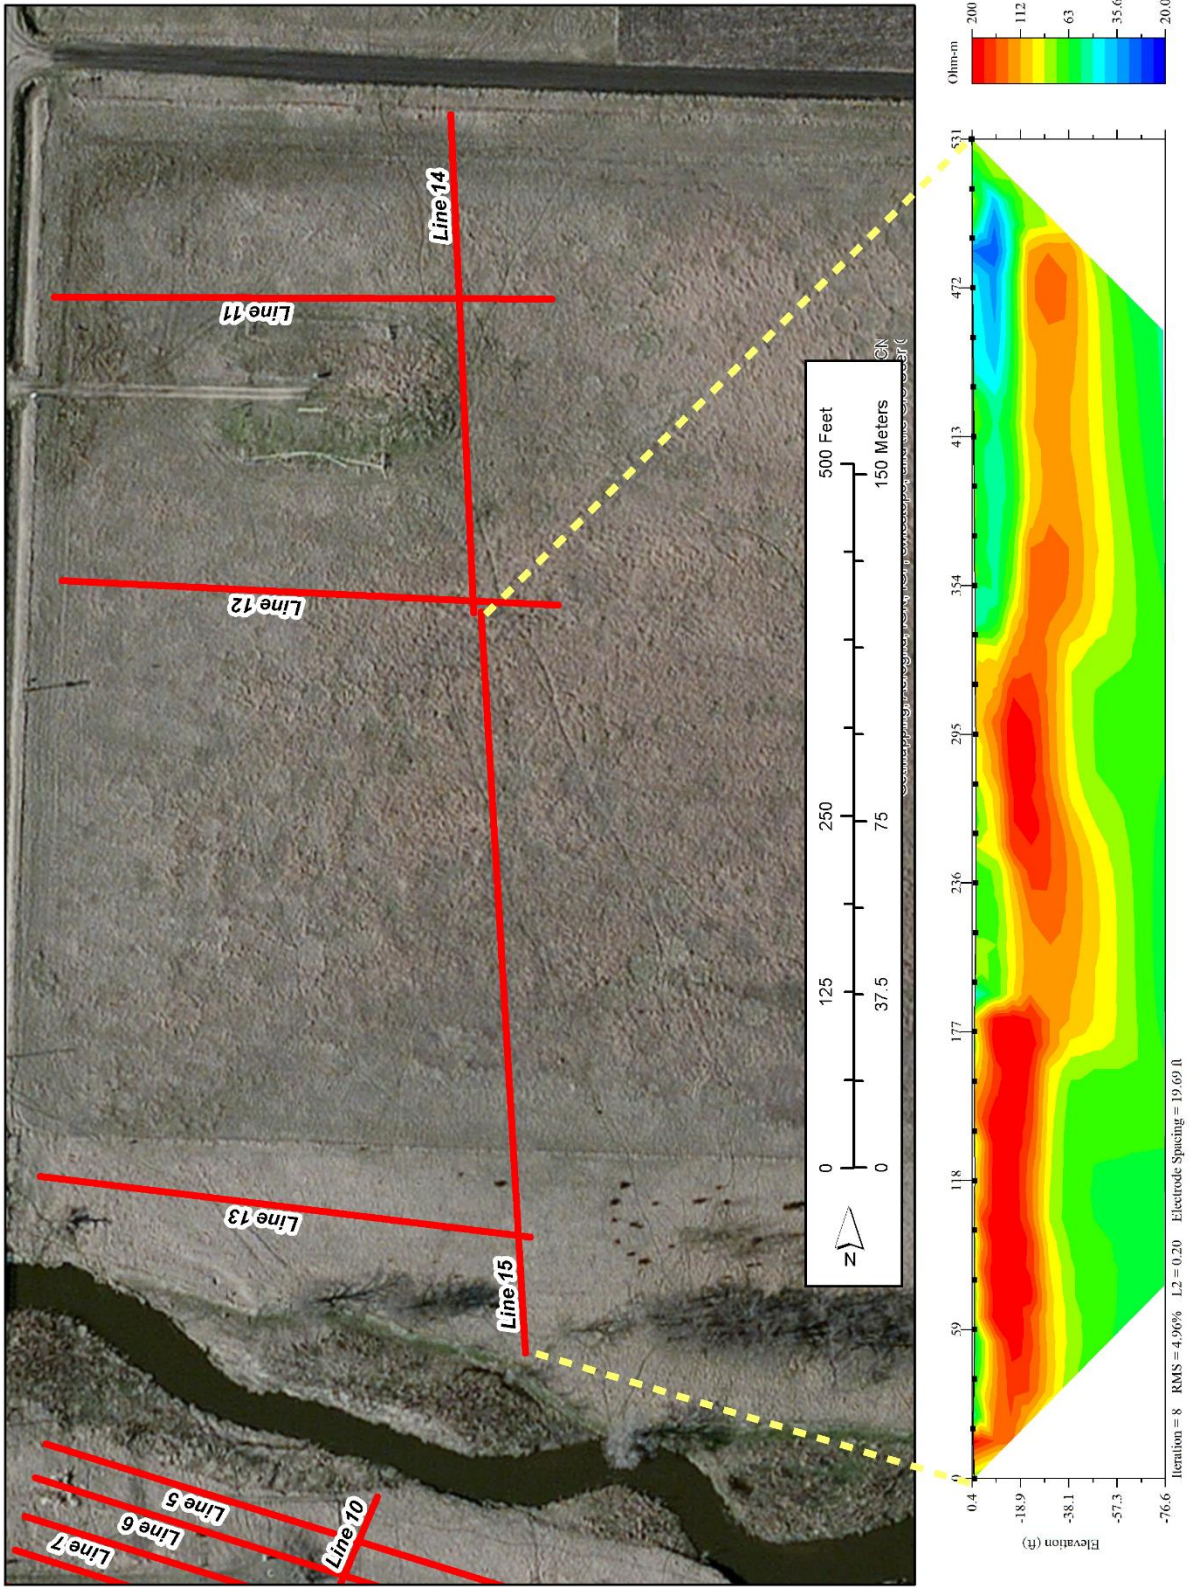 Line 14
Line 11
Line 12
Line 13
Line 15
Line 5
Line 6
Line 7
Line 10
N
0 125 250 500 Feet
0 37.5 75 150 Meters
Ohm-m
200 112 63 35.6 20.0
0 59 118 177 236 295 354 413 472 531
0.4
-18.9
-38.1
-57.3
-76.6
Elevation (ft)
Iteration = 8 RMS = 4.96% L2 = 0.20 Electrode Spacing = 19.69 ft